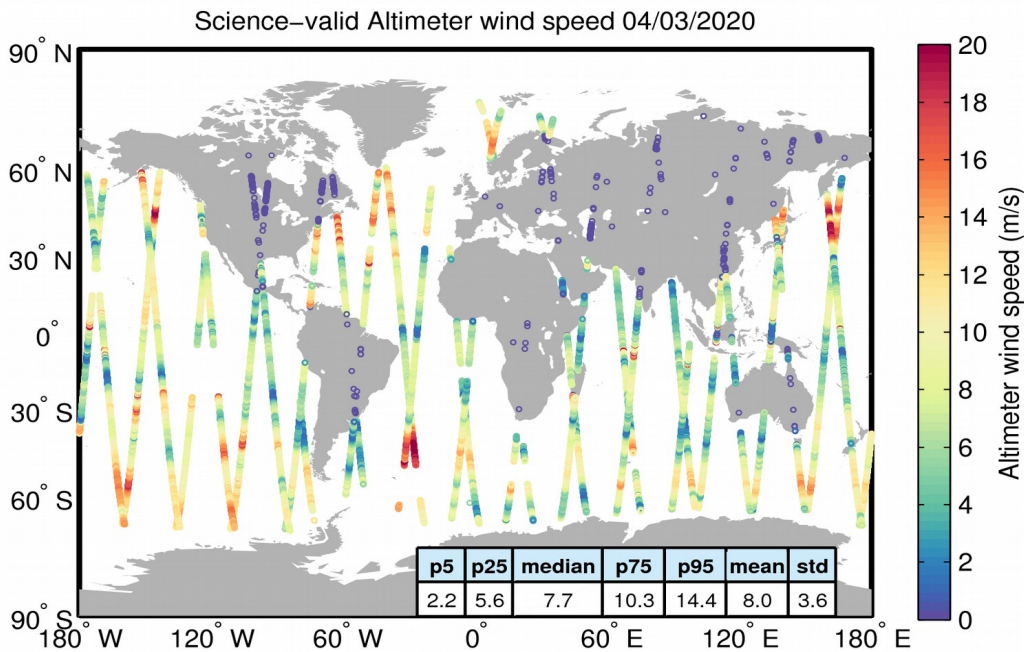 Science−valid Altimeter wind speed 04/03/2020
90° N
60° N
30° N
0°
30° S
60° S
90° S
180° W
120° W
60° W
0°
60° E
120° E
180° E
p5 p25 median p75 p95 mean std
2.2 5.6 7.7 10.3 14.4 8.0 3.6
20
18
16
14
12
10
8
6
4
2
0
Altimeter wind speed (m/s)